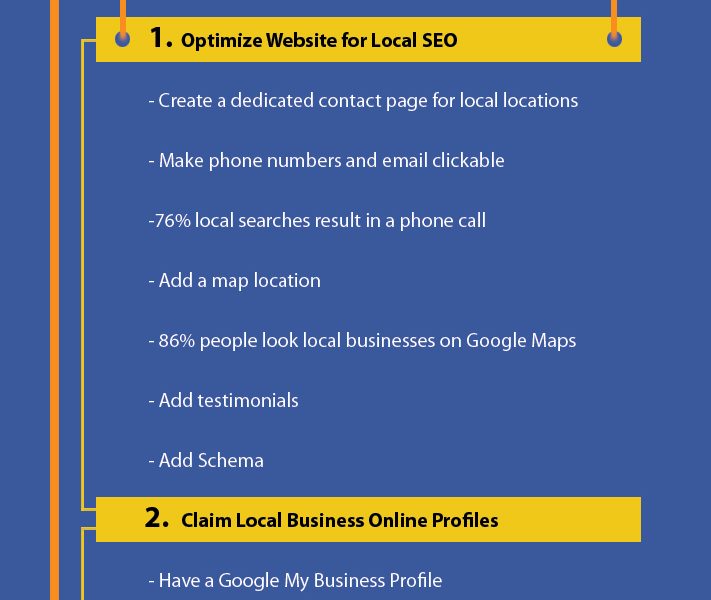 1. Optimize Website for Local SEO
- Create a dedicated contact page for local locations
- Make phone numbers and email clickable
-76% local searches result in a phone call
- Add a map location
- 86% people look local businesses on Google Maps
- Add testimonials
- Add Schema
2. Claim Local Business Online Profiles
- Have a Google My Business Profile